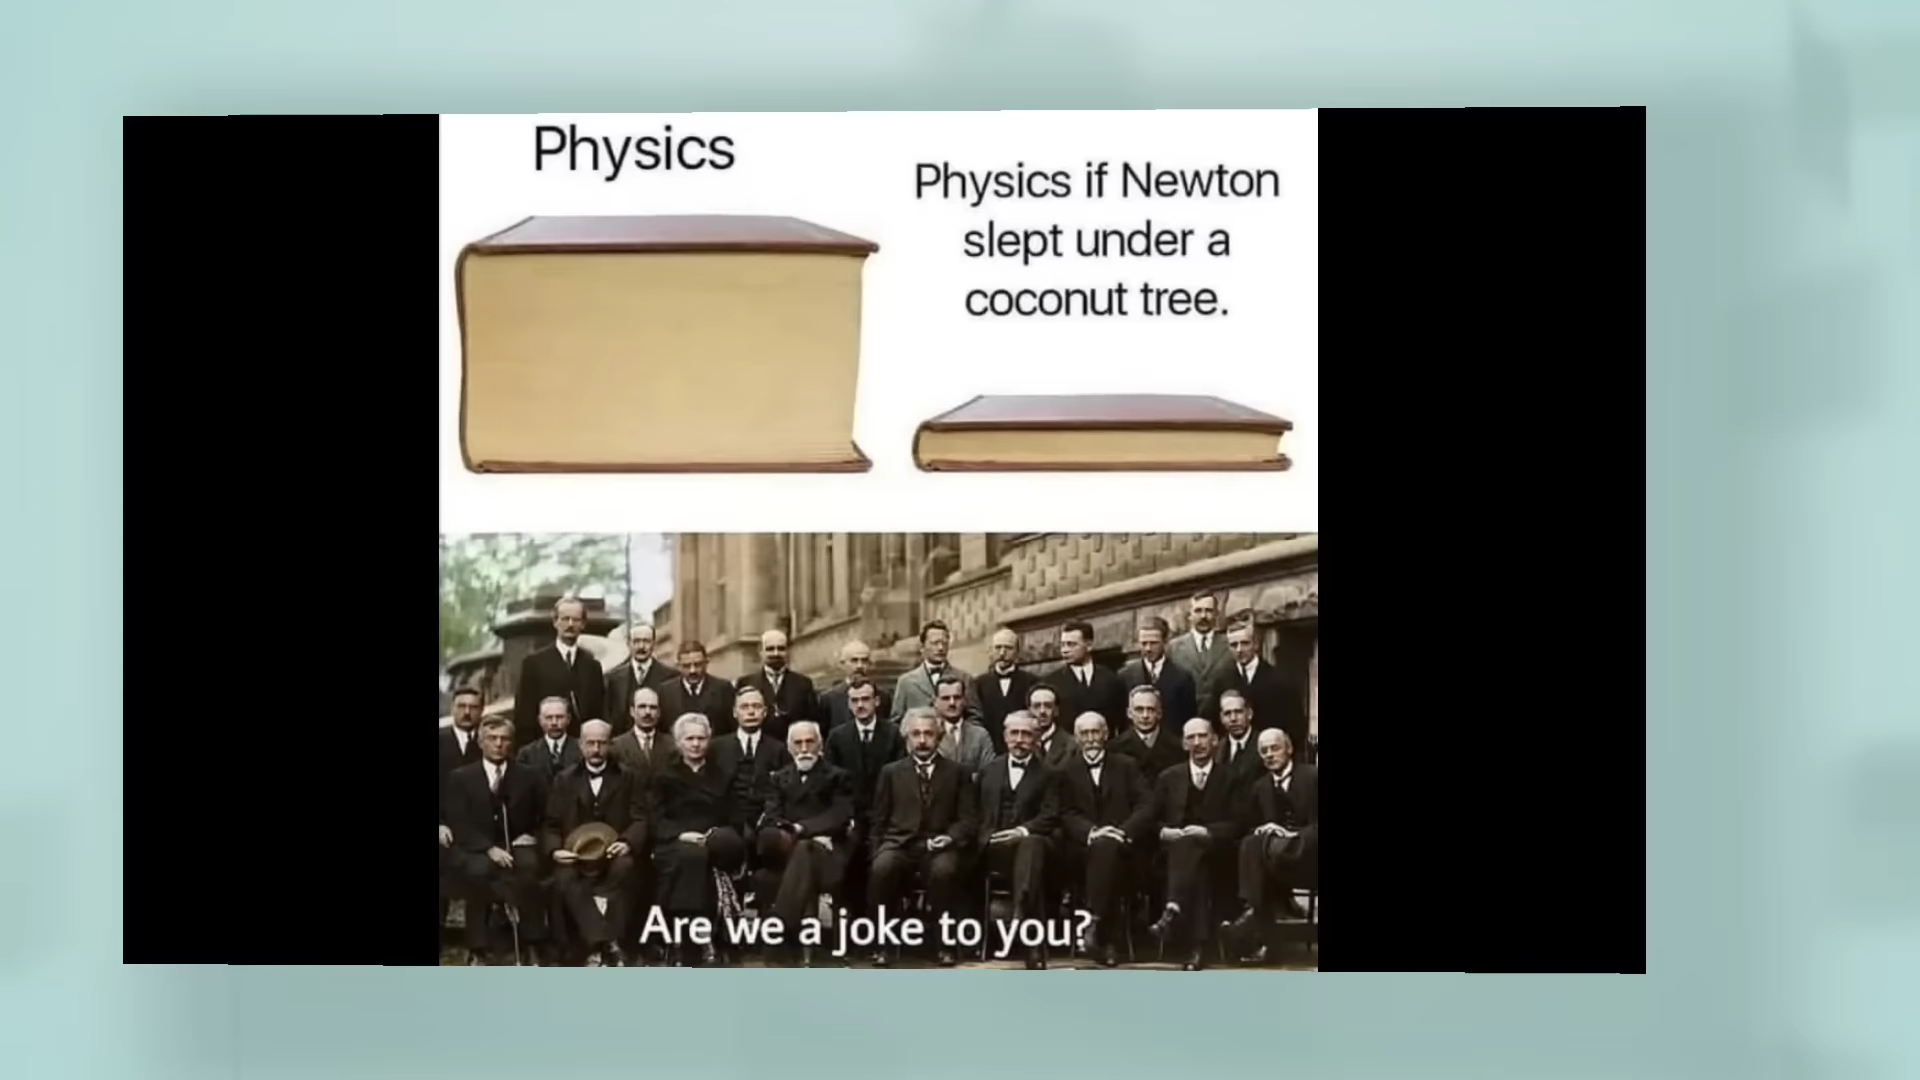 Physics
Physics if Newton
slept under a
coconut tree.
Are we a joke to you?